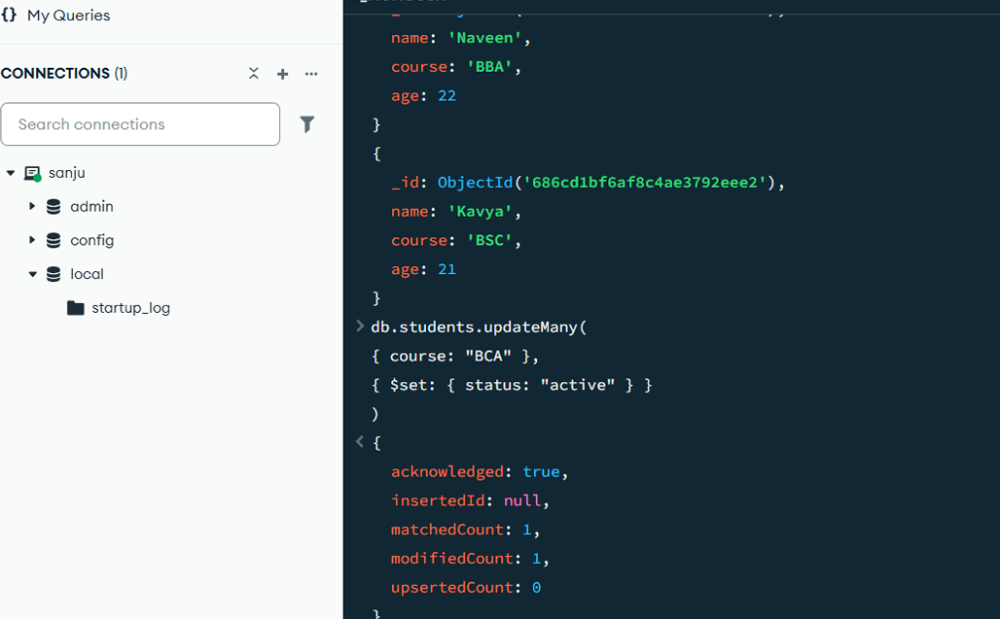 {} My Queries
CONNECTIONS (1)
Search connections
sanju
admin
config
local
startup_log
name: 'Naveen',
course: 'BBA',
age: 22
}
{
_id: ObjectId('686cd1bf6af8c4ae3792eee2'),
name: 'Kavya',
course: 'BSC',
age: 21
}
> db.students.updateMany(
{ course: "BCA" },
{ $set: { status: "active" } }
)
< {
acknowledged: true,
insertedId: null,
matchedCount: 1,
modifiedCount: 1,
upsertedCount: 0
}